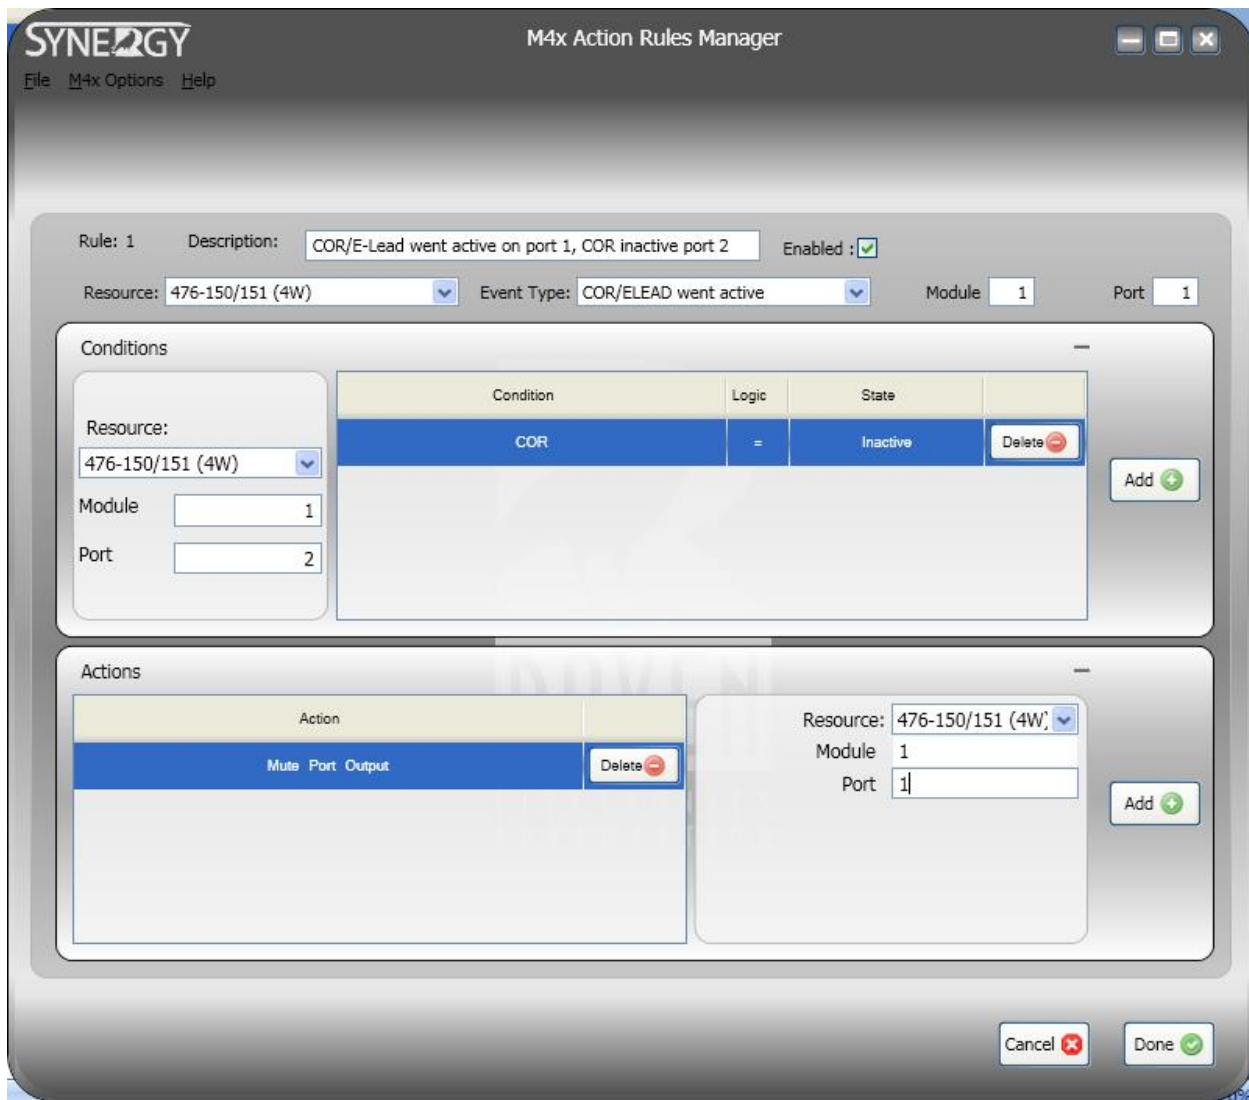 SYNERGY
M4x Action Rules Manager
File M4x Options Help
Rule: 1 Description: COR/E-Lead went active on port 1, COR inactive port 2 Enabled :
Resource: 476-150/151 (4W) Event Type: COR/ELEAD went active Module 1 Port 1
Conditions
Condition Logic State
Resource:
COR = Inactive Delete
476-150/151 (4W)
Add
Module 1
Port 2
Actions
Action
Resource: 476-150/151 (4W)
Mute Port Output Delete
Module 1
Port 1
Add
Cancel Done